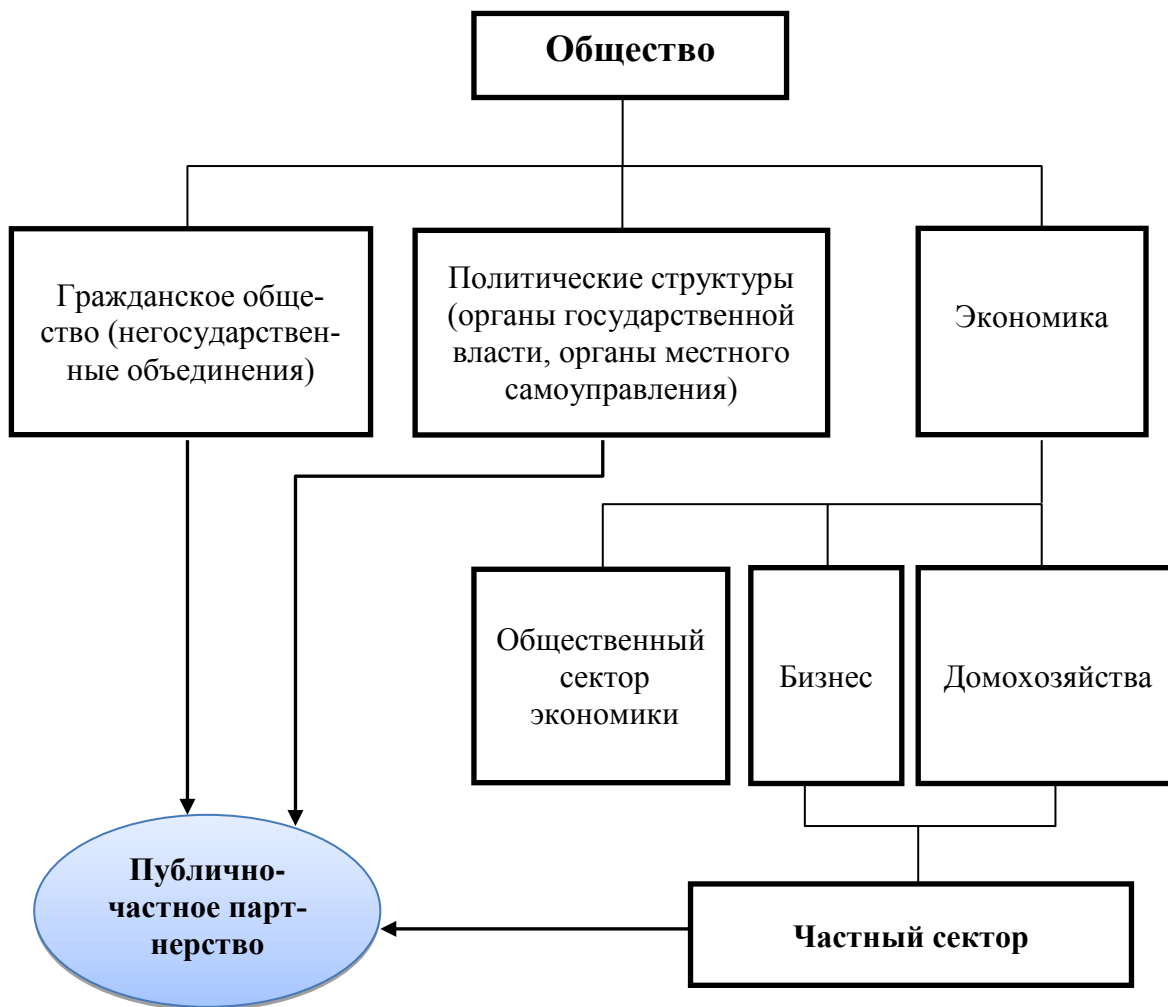 Общество
Гражданское обще-
ство (негосударствен-
ные объединения)
Политические структуры
(органы государственной
власти, органы местного
самоуправления)
Экономика
Общественный
сектор
экономики
Бизнес
Домохозяйства
Публично-
частное парт-
нерство
Частный сектор